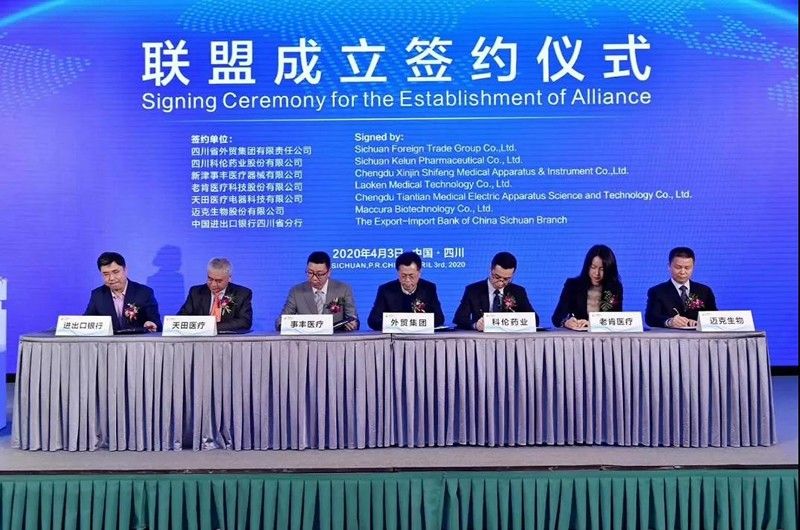 联盟成立签约仪式
Signing Ceremony for the Establishment of Alliance
签约单位:
四川省外贸集团有限责任公司
四川科伦药业股份有限公司
新津事丰医疗器械有限公司
老肯医疗科技股份有限公司
天田医疗电器科技有限公司
迈克生物股份有限公司
中国进出口银行四川省分行
Signed by:
Sichuan Foreign Trade Group Co.,Ltd.
Sichuan Kelun Pharmaceutical Co., Ltd.
Chengdu Xinjin Shifeng Medical Apparatus & Instrument Co.,Ltd.
Laoken Medical Technology Co., Ltd.
Chengdu Tiantian Medical Electric Apparatus Science and Technology Co., Ltd.
Maccura Biotechnology Co., Ltd.
The Export-Import Bank of China Sichuan Branch
2020年4月3日 中国·四川
SICHUAN,P.R.CH RIL 3rd, 2020
进出口银行
天田医疗
事丰医疗
外贸集团
科伦药业
老肯医疗
迈克生物